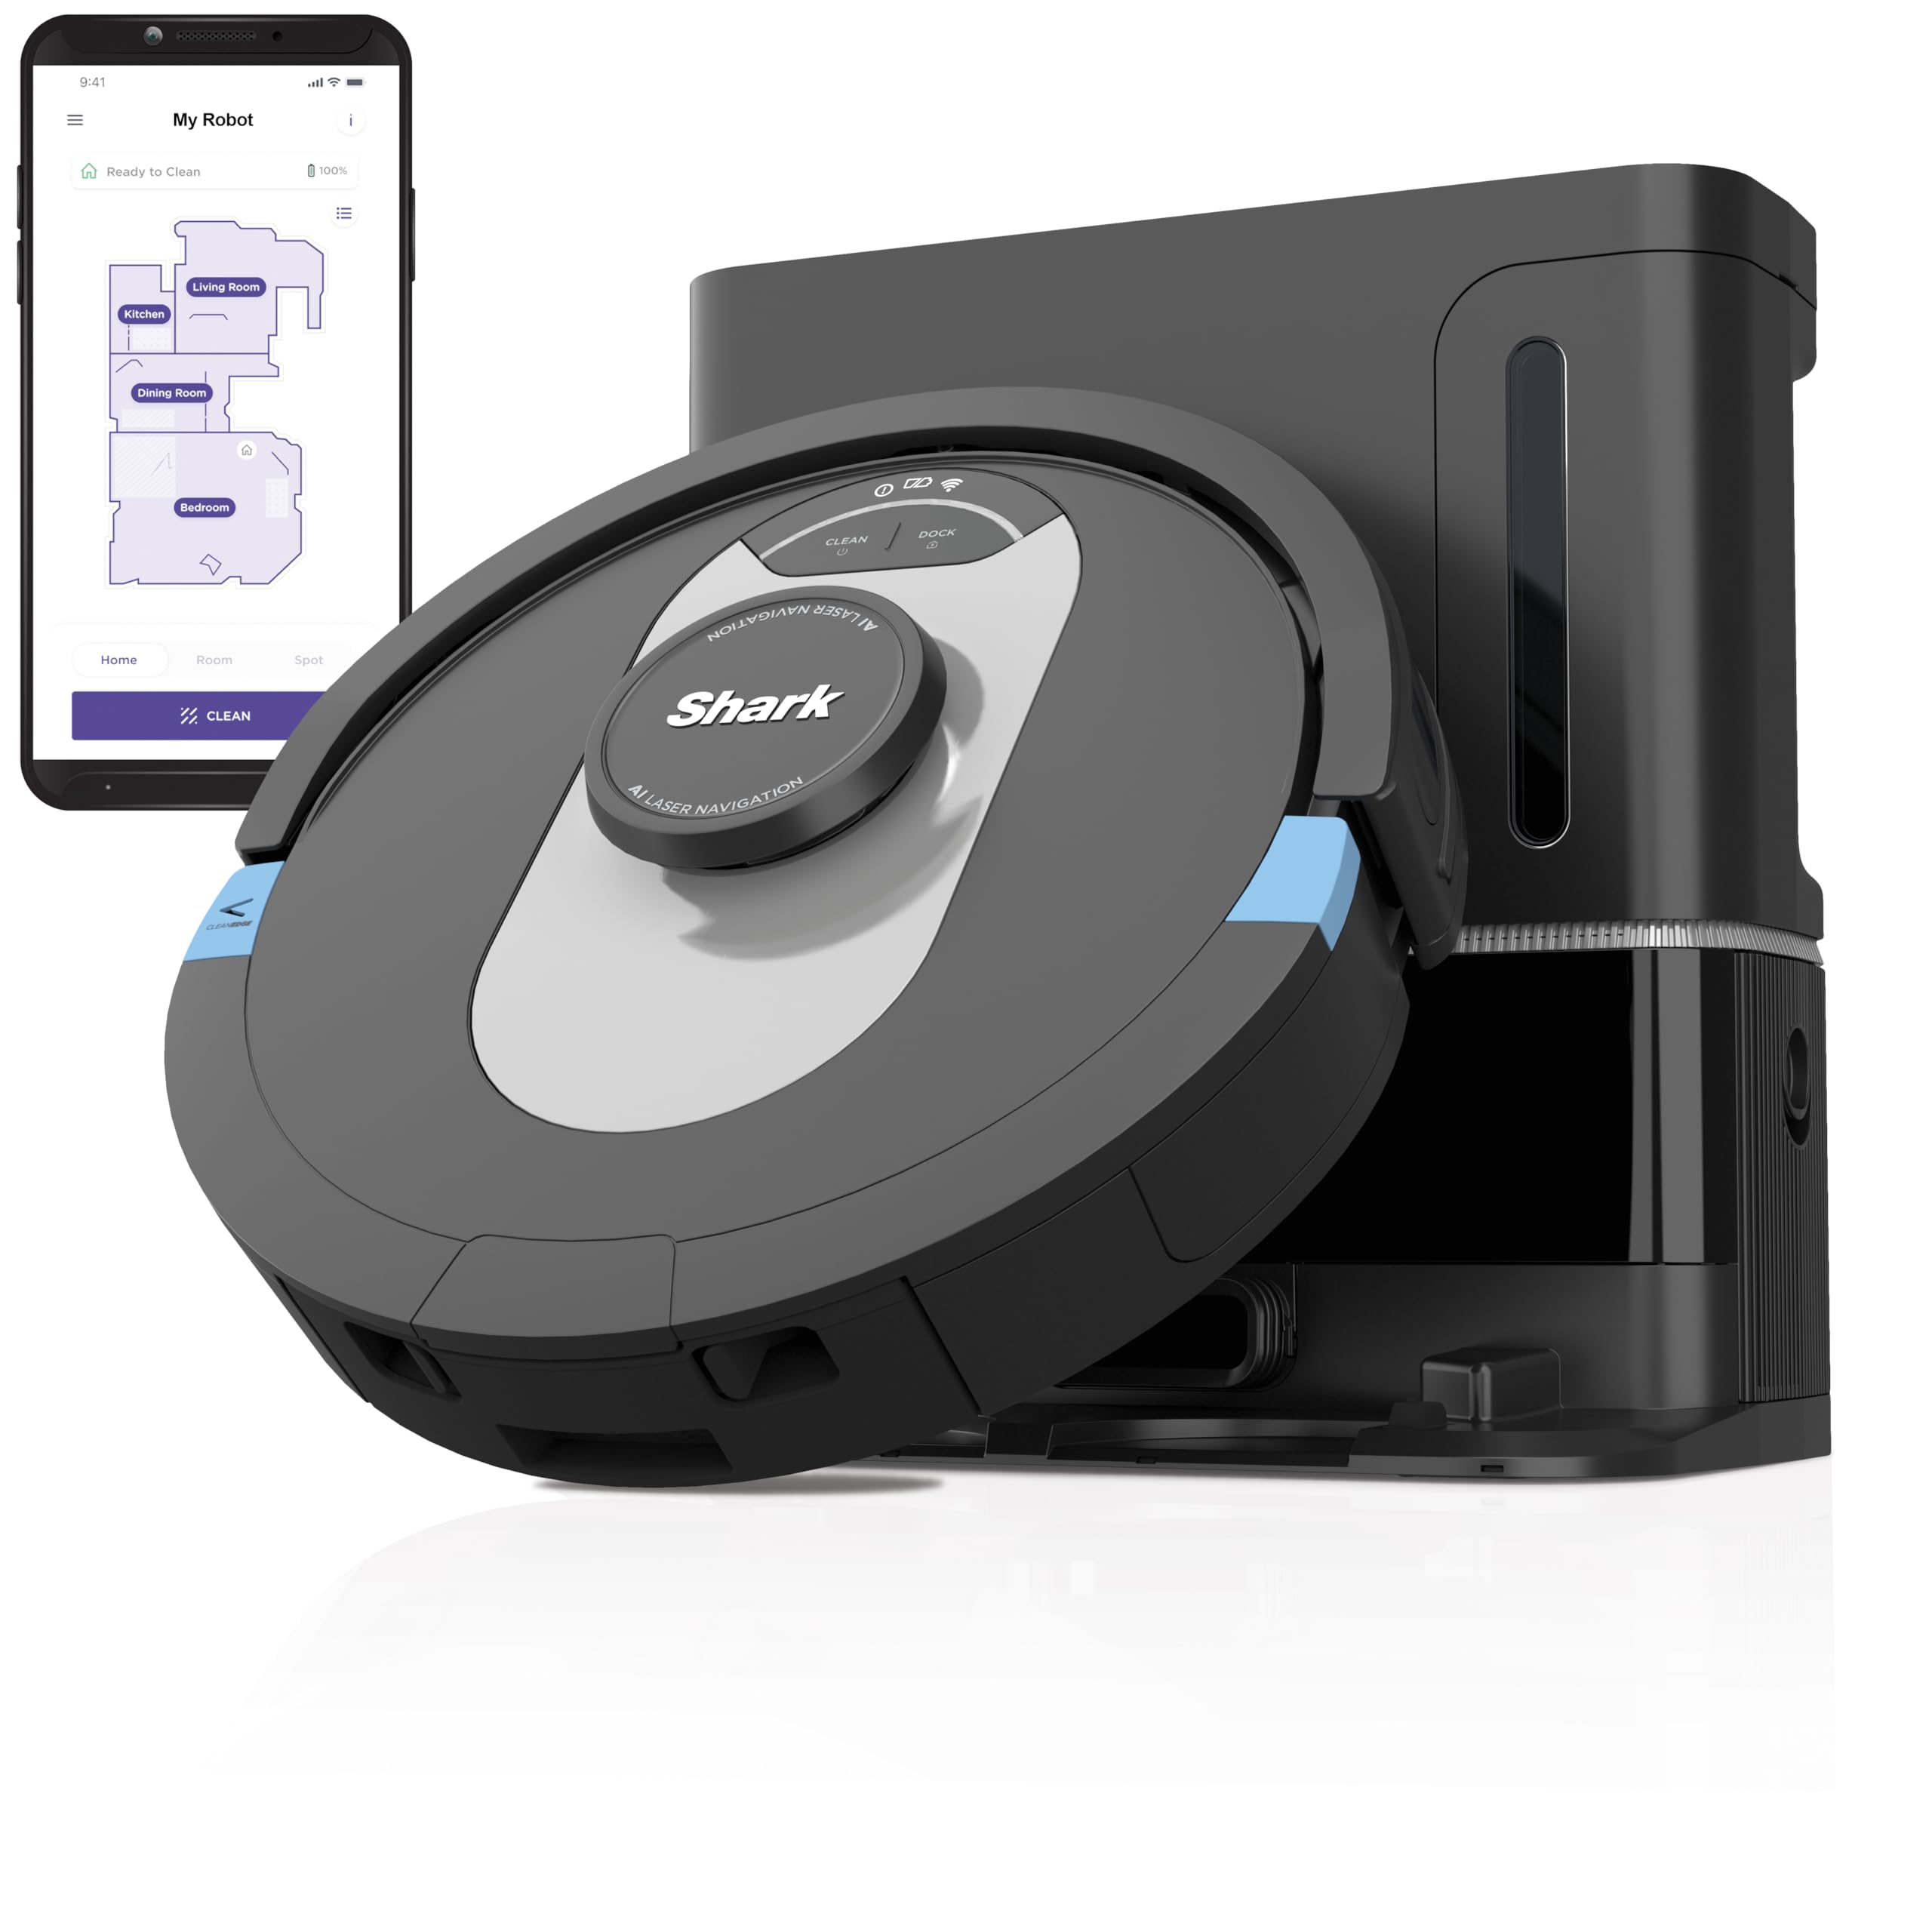 9:41
My Robot
i
Ready to Clean
100%
Living Room
Kitchen
Dining Room
Bedroom
Home Room Spot
CLEAN
CLEAN / DOCK
AI LASER NAVIGATION
Shark
AI LASER NAVIGATION
CLEANEDGE